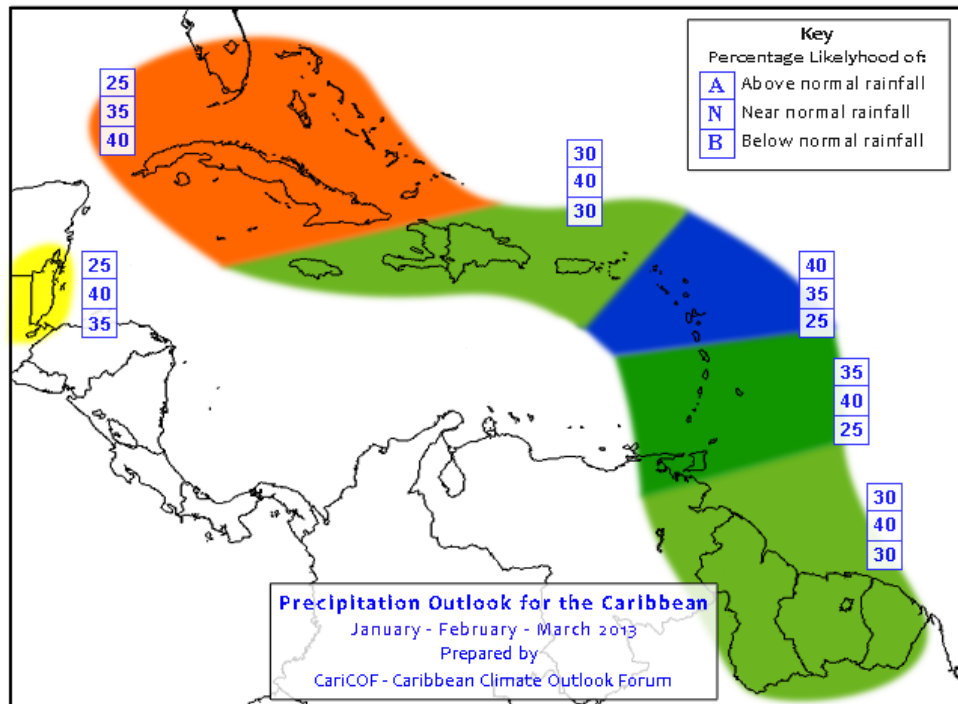 Key
Percentage Likelyhood of:
A Above normal rainfall
N Near normal rainfall
B Below normal rainfall
25
35
40
30
40
30
25
40
35
40
35
25
35
40
25
30
40
30
Precipitation Outlook for the Caribbean
January - February - March 2013
Prepared by
CariCOF - Caribbean Climate Outlook Forum